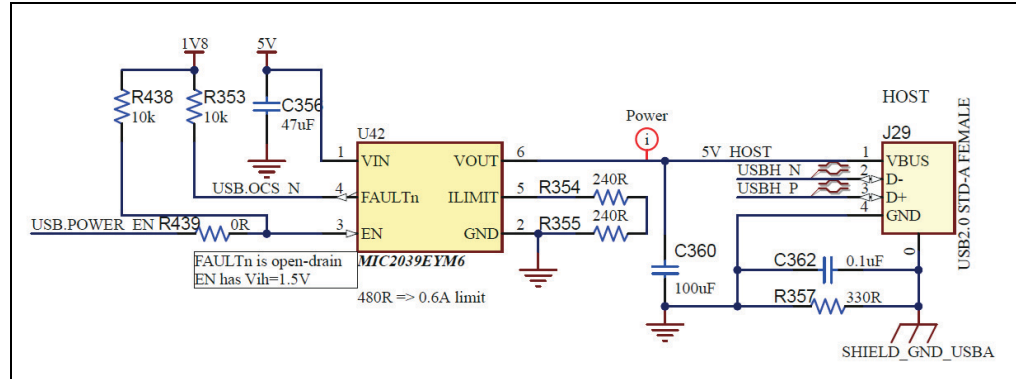 1V8
5V
R438
10k
R353
10k
C356
47uF
U42
1
VIN
VOUT
6
USB.OCS_N
4
FAULTn
ILIMIT
5
USB.POWER_EN
R439
0R
3
EN
GND
2
MIC2039EYM6
FAULTn is open-drain
EN has Vih=1.5V
480R => 0.6A limit
R354
240R
R355
240R
Power
i
5V_HOST
C360
100uF
HOST
J29
1
VBUS
USBH_N
2
D-
USBH_P
3
D+
4
GND
0
USB2.0 STD-A FEMALE
C362
0.1uF
R357
330R
SHIELD_GND_USBA